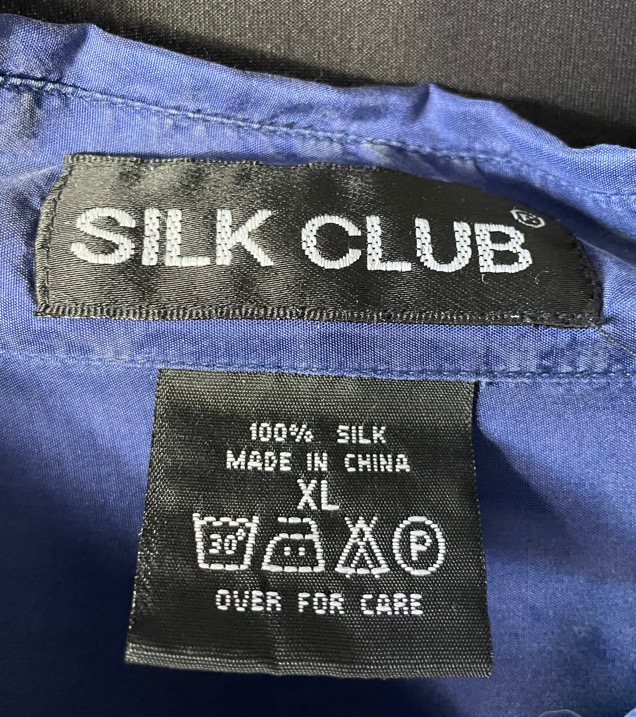 SILK CLUB®
100% SILK
MADE IN CHINA
XL
30° P
OVER FOR CARE